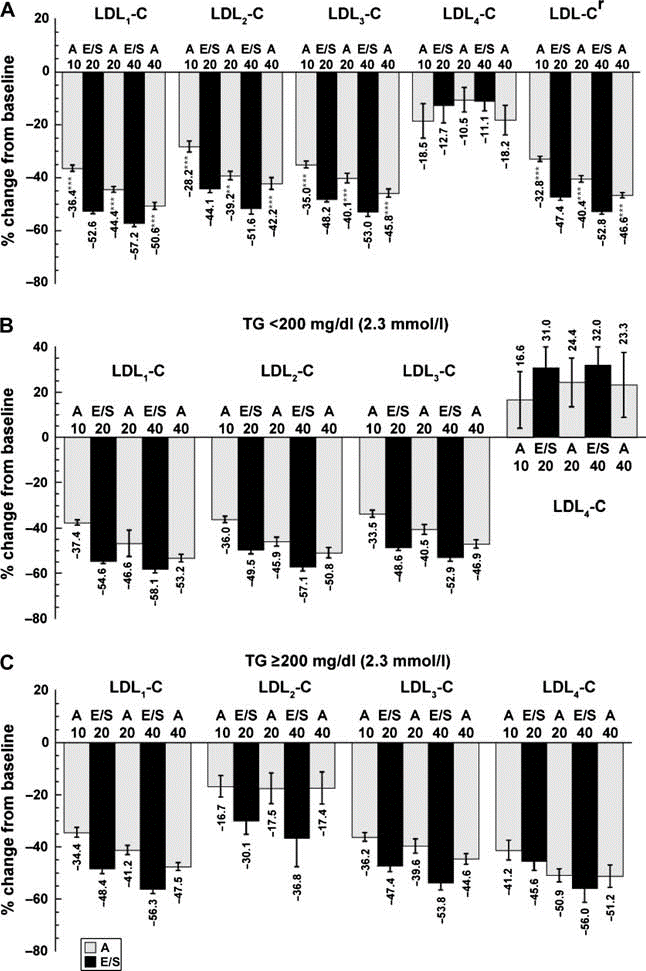 A
LDL1-C LDL2-C LDL3-C LDL4-C LDL-Cr
% change from baseline
20
0
−20
−40
−60
−80
A E/S A E/S A A E/S A E/S A A E/S A E/S A A E/S A E/S A A E/S A E/S A
10 20 20 40 40 10 20 20 40 40 10 20 20 40 40 10 20 20 40 40 10 20 20 40 40
−36.4*** −52.6 −44.4*** −57.2 −50.6*** −28.2*** −44.1 −39.2** −51.6 −42.2*** −35.0*** −48.2 −40.1*** −53.0 −45.8*** −18.5 −12.7 −10.5 −11.1 −18.2 −32.8*** −47.4 −40.4*** −52.8 −46.6***
B
TG <200 mg/dl (2.3 mmol/l)
LDL1-C LDL2-C LDL3-C
% change from baseline
40
20
0
−20
−40
−60
−80
A E/S A E/S A A E/S A E/S A A E/S A E/S A
10 20 20 40 40 10 20 20 40 40 10 20 20 40 40
16.6 31.0 24.4 32.0 23.3
A E/S A E/S A
10 20 20 40 40
LDL4-C
−37.4 −54.6 −46.6 −58.1 −53.2 −36.0 −49.5 −45.9 −57.1 −50.8 −33.5 −48.6 −40.5 −52.9 −46.9
C
TG ≥200 mg/dl (2.3 mmol/l)
LDL1-C LDL2-C LDL3-C LDL4-C
% change from baseline
20
0
−20
−40
−60
−80
A E/S A E/S A A E/S A E/S A A E/S A E/S A A E/S A E/S A
10 20 20 40 40 10 20 20 40 40 10 20 20 40 40 10 20 20 40 40
−34.4 −48.4 −41.2 −56.3 −47.5 −16.7 −30.1 −17.5 −36.8 −17.4 −36.2 −47.4 −39.6 −53.8 −44.6 −41.2 −45.6 −50.9 −56.0 −51.2
A
E/S